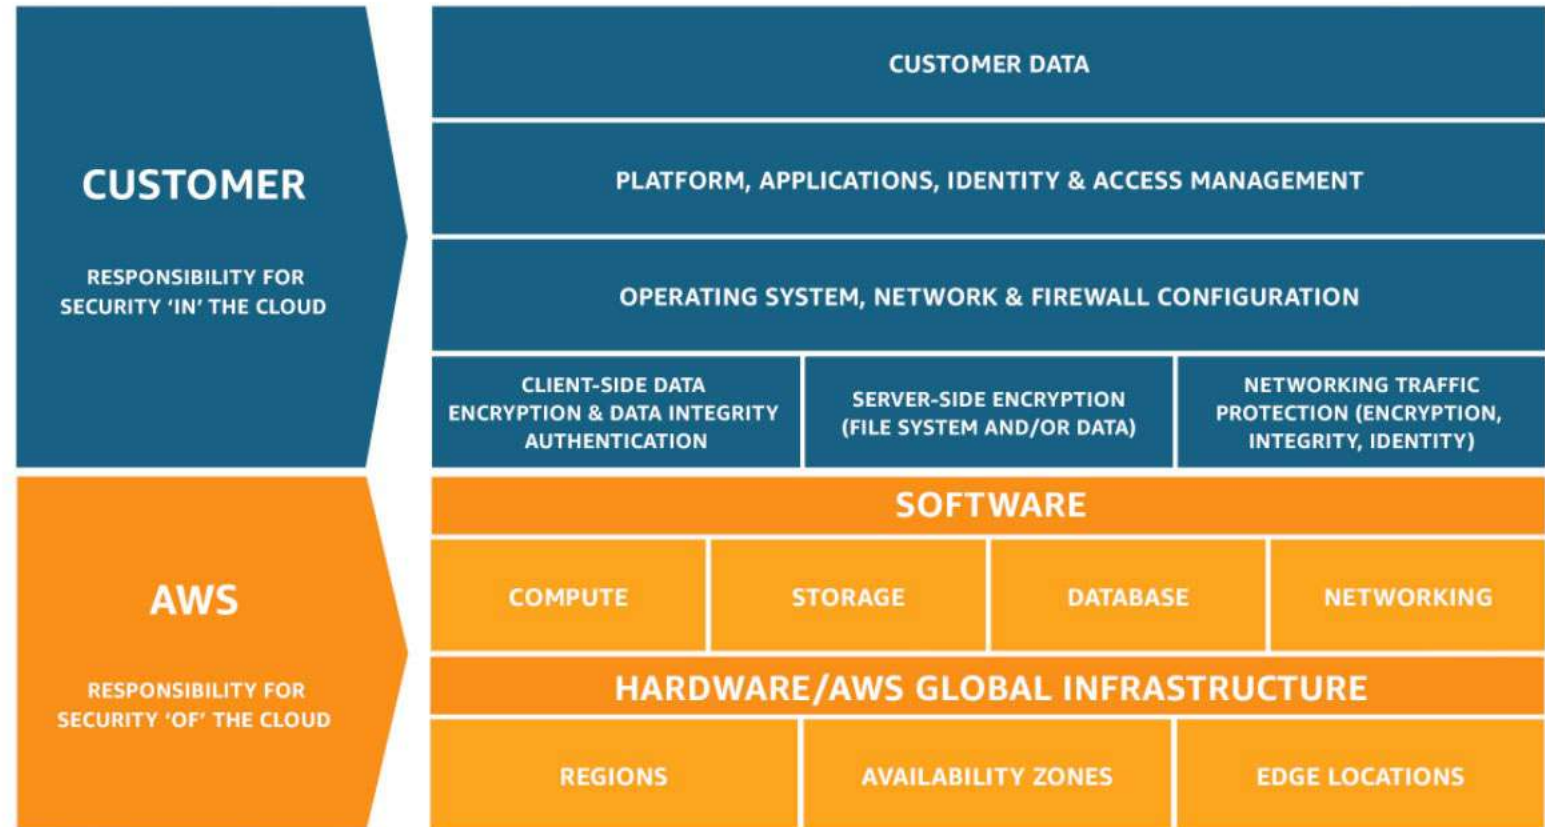 CUSTOMER
RESPONSIBILITY FOR
SECURITY ‘IN’ THE CLOUD
CUSTOMER DATA
PLATFORM, APPLICATIONS, IDENTITY & ACCESS MANAGEMENT
OPERATING SYSTEM, NETWORK & FIREWALL CONFIGURATION
CLIENT-SIDE DATA
ENCRYPTION & DATA INTEGRITY
AUTHENTICATION
SERVER-SIDE ENCRYPTION
(FILE SYSTEM AND/OR DATA)
NETWORKING TRAFFIC
PROTECTION (ENCRYPTION,
INTEGRITY, IDENTITY)
AWS
RESPONSIBILITY FOR
SECURITY ‘OF’ THE CLOUD
SOFTWARE
COMPUTE
STORAGE
DATABASE
NETWORKING
HARDWARE/AWS GLOBAL INFRASTRUCTURE
REGIONS
AVAILABILITY ZONES
EDGE LOCATIONS